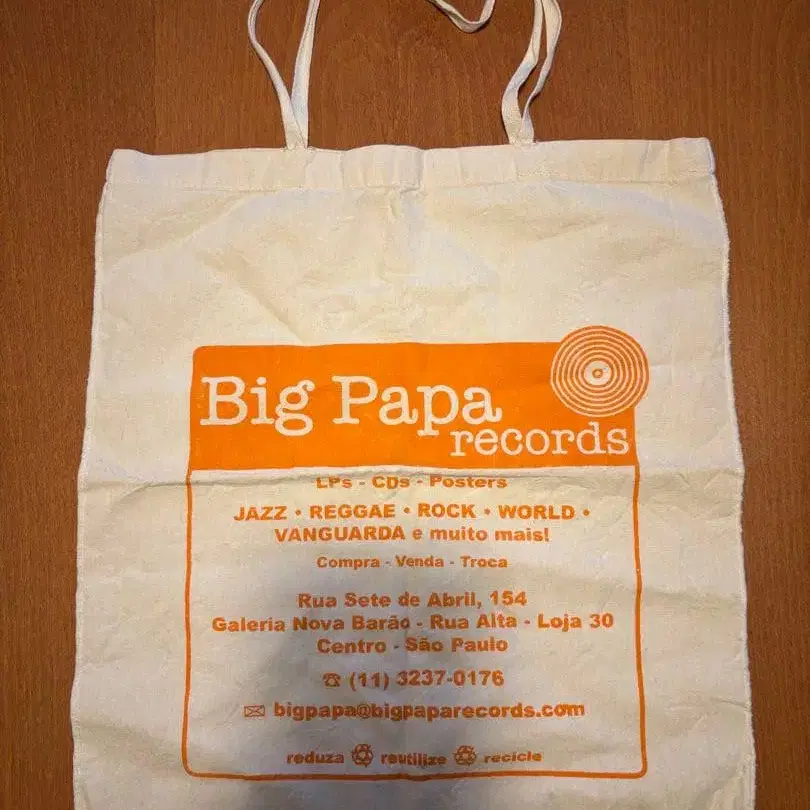 Big Papa
records
LPs - CDs - Posters
JAZZ • REGGAE • ROCK • WORLD •
VANGUARDA e muito mais!
Compra - Venda - Troca
Rua Sete de Abril, 154
Galeria Nova Barão - Rua Alta - Loja 30
Centro - São Paulo
☎ (11) 3237-0176
✉ bigpapa@bigpaparecords.com
reduza ♲ reutilize ♲ recicle